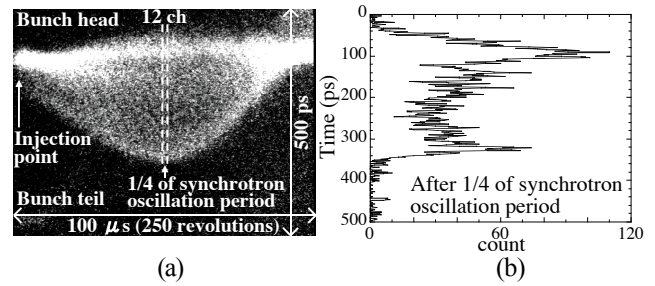 Bunch head
12 ch
500 ps
Injection
point
1/4 of synchrotron
oscillation period
Bunch teil
100 μs (250 revolutions)
(a)
0
100
200
300
400
500
Time (ps)
After 1/4 of synchrotron
oscillation period
0
60
120
count
(b)